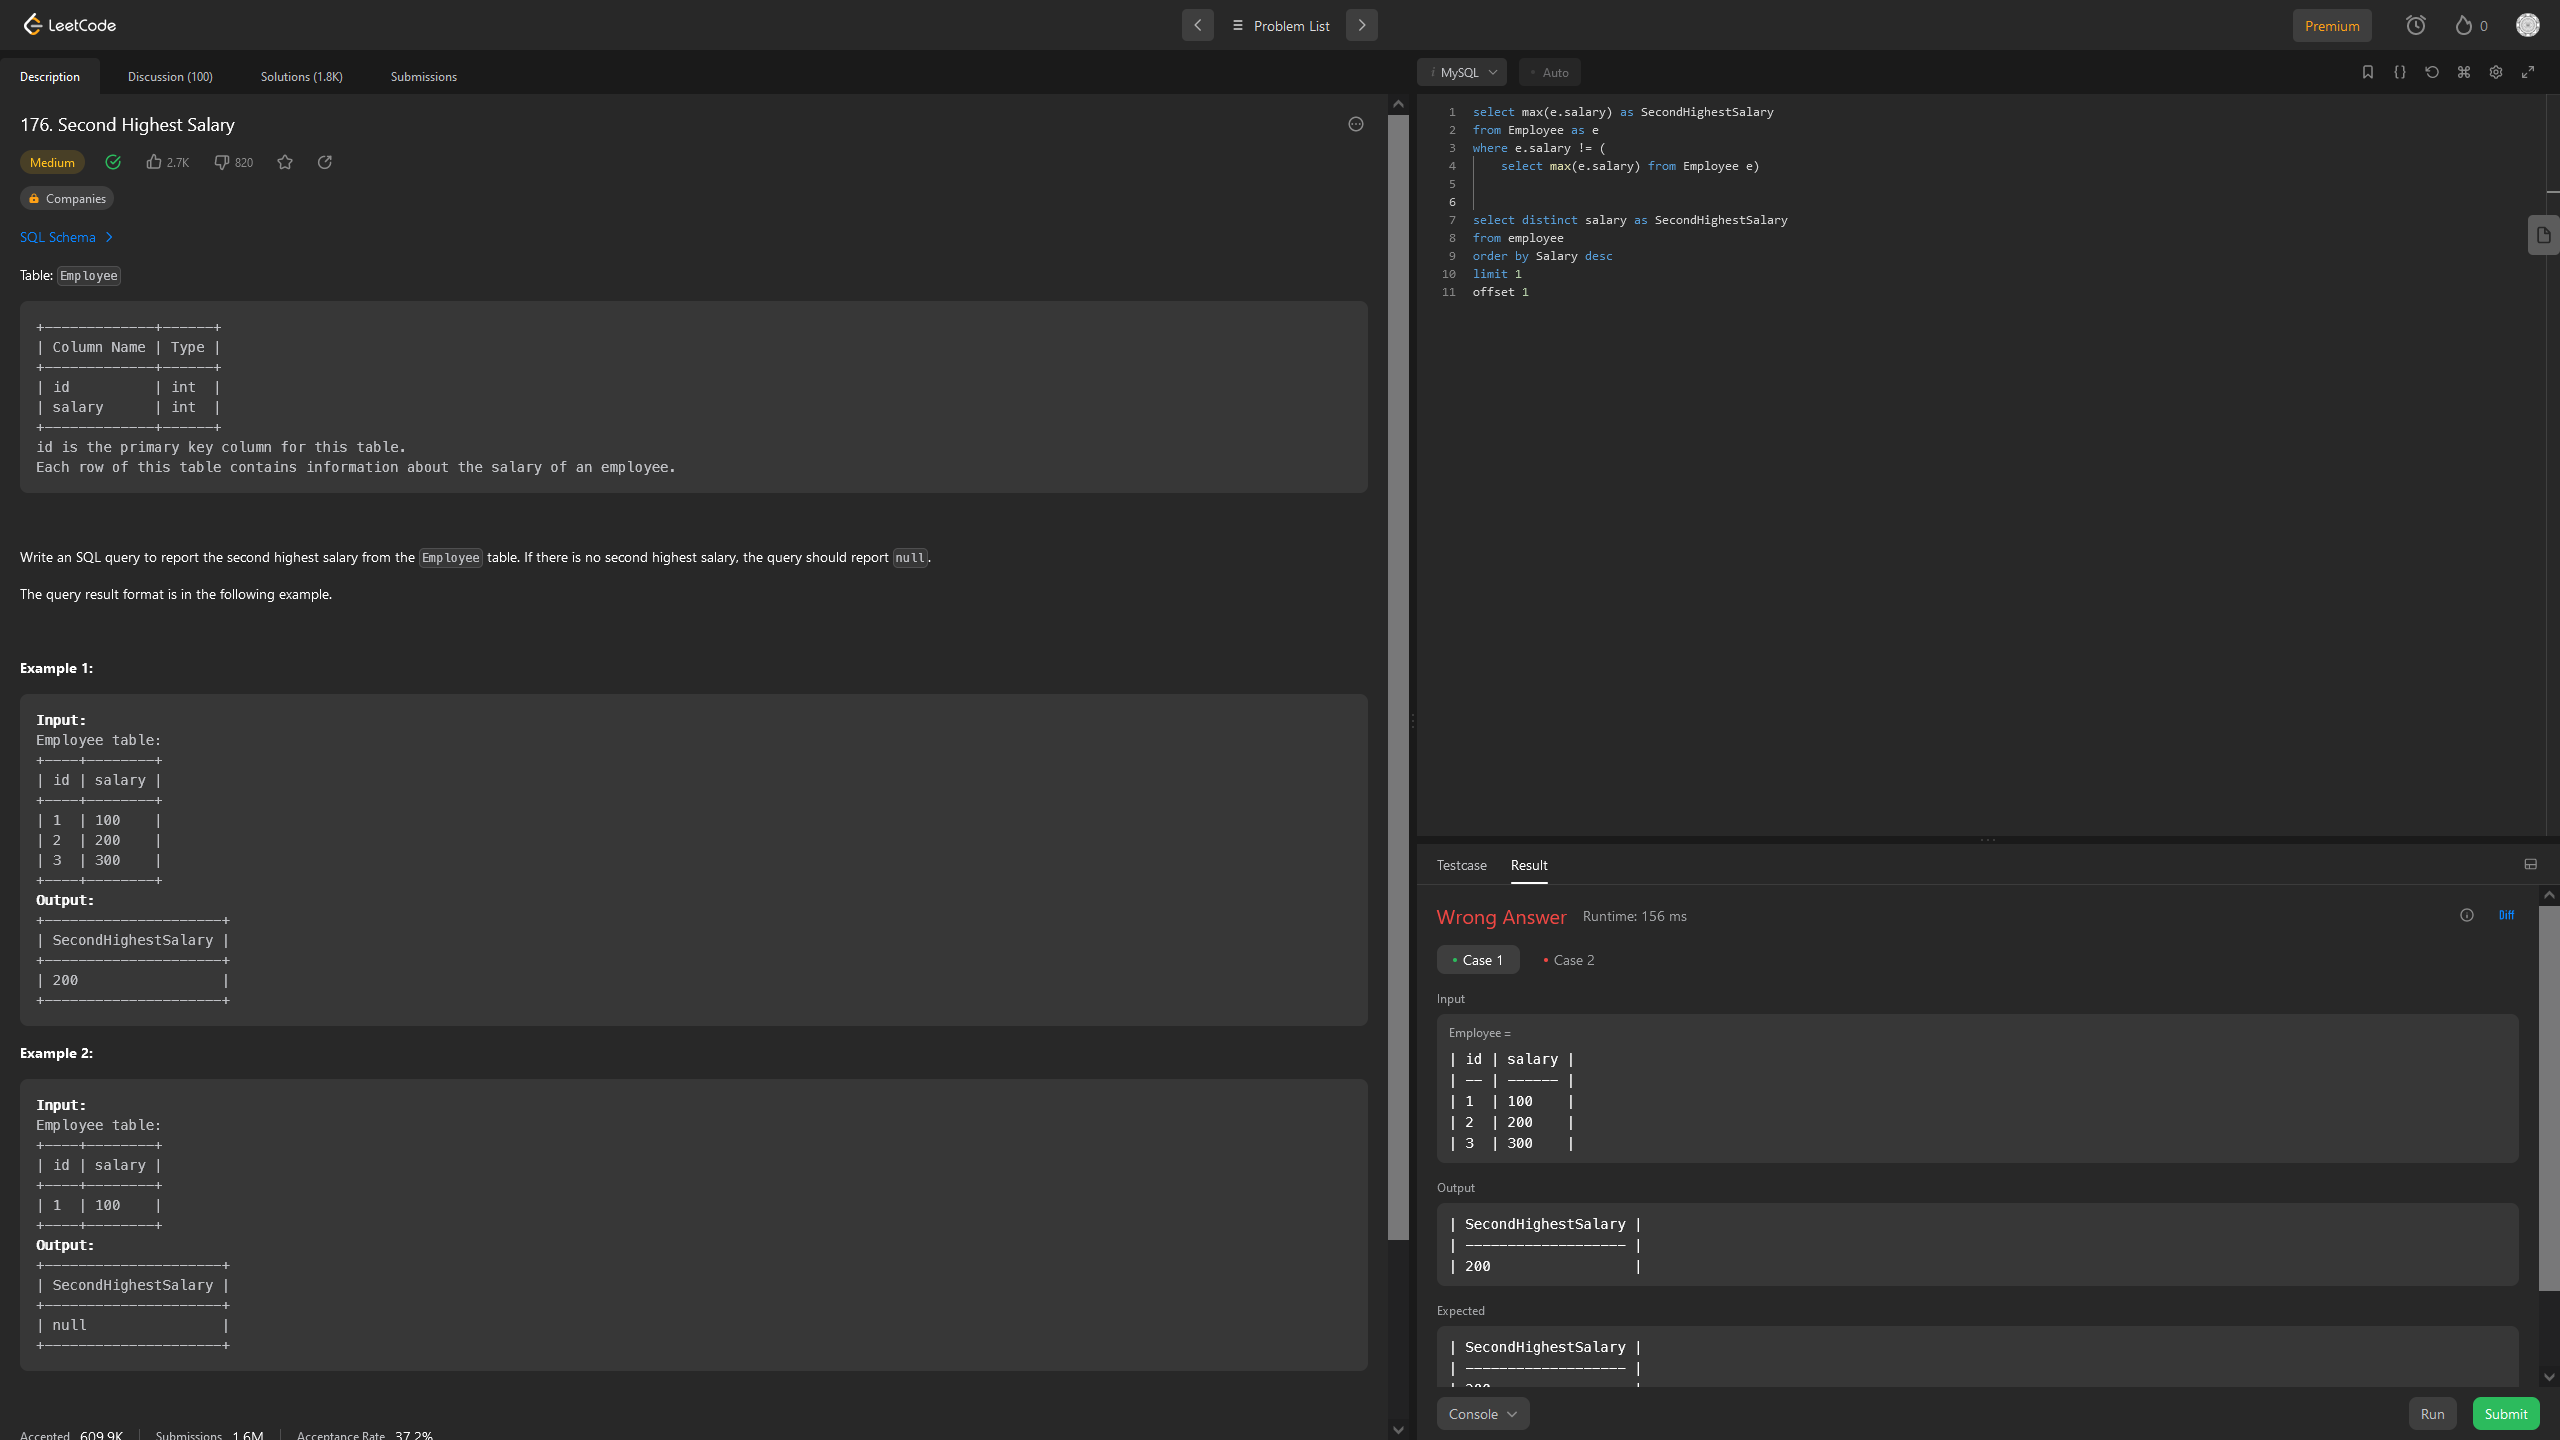 LeetCode
Problem List
Premium
0
Description
Discussion (100)
Solutions (1.8K)
Submissions
176. Second Highest Salary
Medium
2.7K
820
Companies
SQL Schema
Table: Employee
+-------------+------+
| Column Name | Type |
+-------------+------+
| id          | int  |
| salary      | int  |
+-------------+------+
id is the primary key column for this table.
Each row of this table contains information about the salary of an employee.
Write an SQL query to report the second highest salary from the Employee table. If there is no second highest salary, the query should report null.
The query result format is in the following example.
Example 1:
Input:
Employee table:
+----+--------+
| id | salary |
+----+--------+
| 1  | 100    |
| 2  | 200    |
| 3  | 300    |
+----+--------+
Output:
+---------------------+
| SecondHighestSalary |
+---------------------+
| 200                 |
+---------------------+
Example 2:
Input:
Employee table:
+----+--------+
| id | salary |
+----+--------+
| 1  | 100    |
+----+--------+
Output:
+---------------------+
| SecondHighestSalary |
+---------------------+
| null                |
+---------------------+
Accepted 609.9K
Submissions 1.6M
Acceptance Rate 37.2%
i MySQL
Auto
1 select max(e.salary) as SecondHighestSalary
2 from Employee as e
3 where e.salary != (
4     select max(e.salary) from Employee e)
5
6
7 select distinct salary as SecondHighestSalary
8 from employee
9 order by Salary desc
10 limit 1
11 offset 1
Testcase
Result
Wrong Answer
Runtime: 156 ms
Diff
Case 1
Case 2
Input
Employee =
| id | salary |
| -- | ------ |
| 1  | 100    |
| 2  | 200    |
| 3  | 300    |
Output
| SecondHighestSalary |
| ------------------- |
| 200                 |
Expected
| SecondHighestSalary |
| ------------------- |
Console
Run
Submit